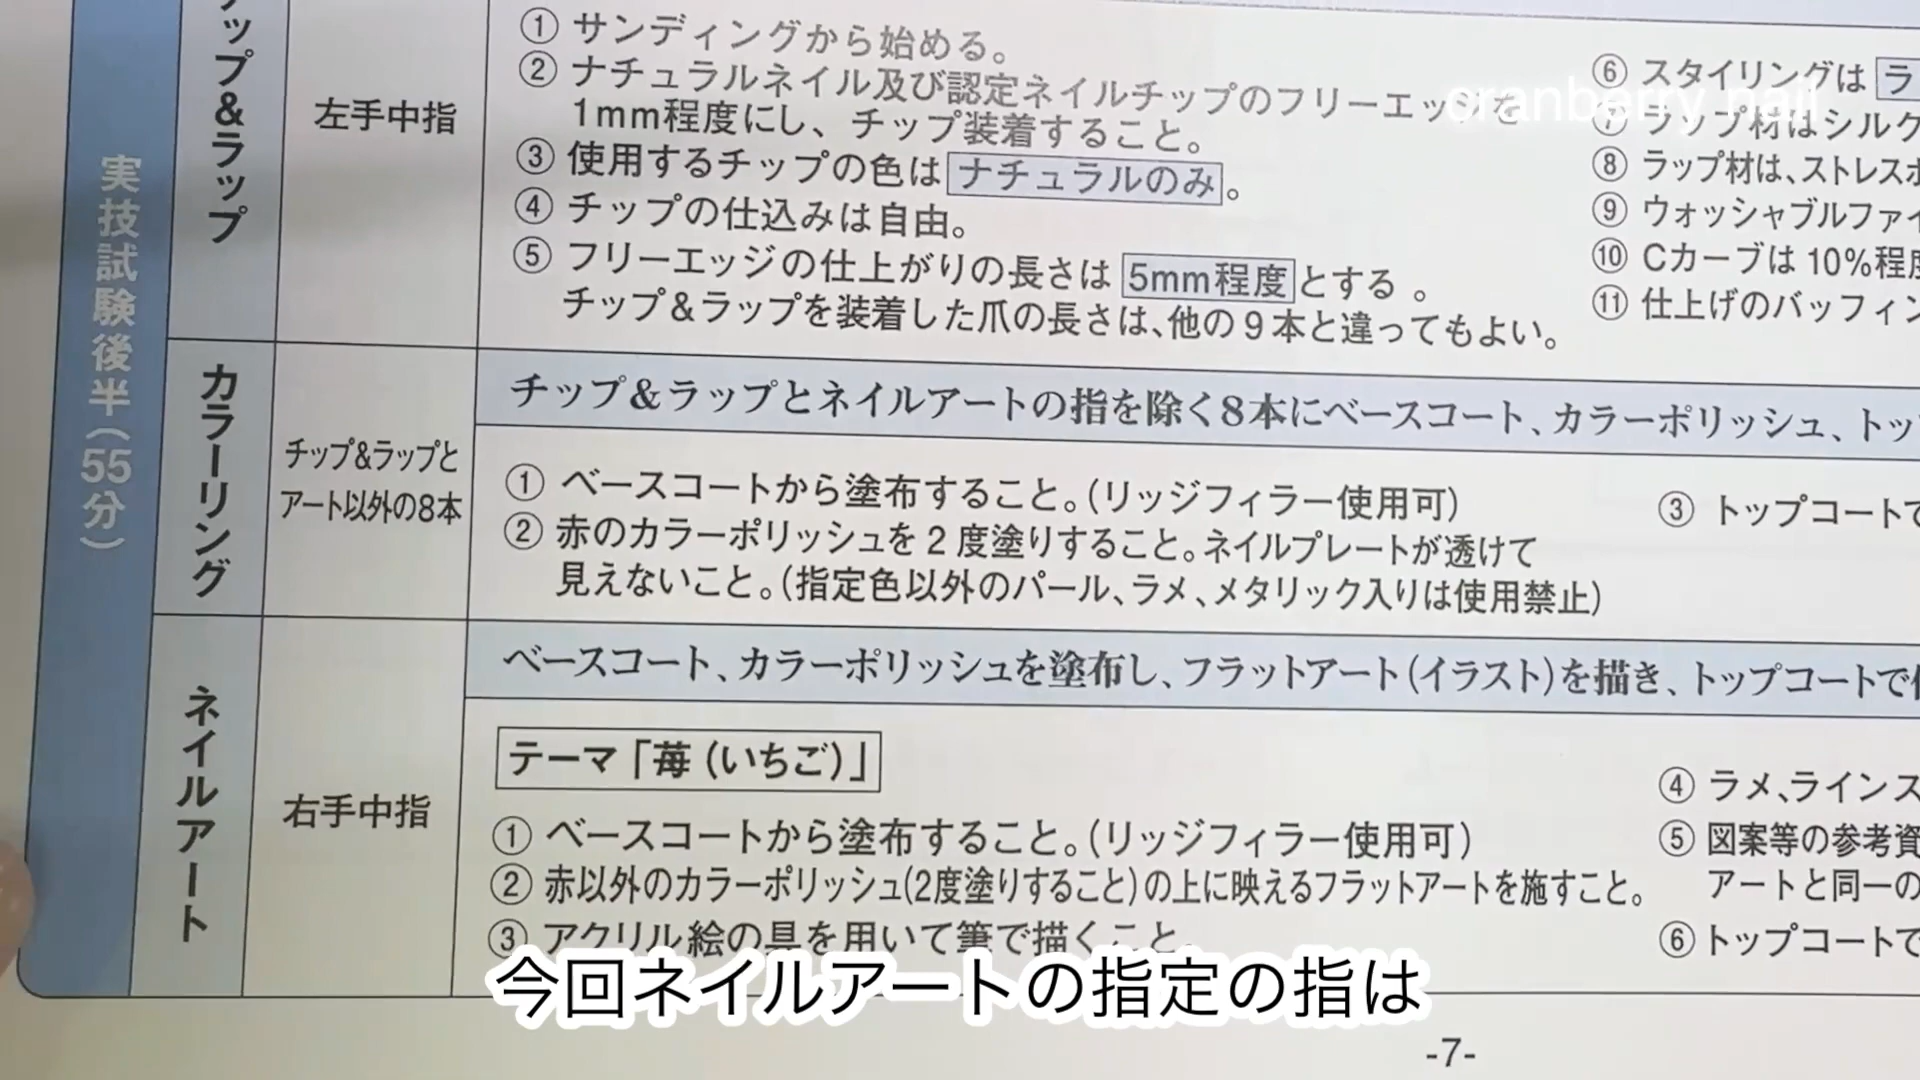 実技試験後半(55分)
ップ&ラップ
左手中指
① サンディングから始める。
② ナチュラルネイル及び認定ネイルチップのフリーエッジを
1mm程度にし、チップ装着すること。
③ 使用するチップの色はナチュラルのみ。
④ チップの仕込みは自由。
⑤ フリーエッジの仕上がりの長さは5mm程度とする。
チップ&ラップを装着した爪の長さは、他の9本と違ってもよい。
⑥ スタイリングはラ
⑦ ラップ材はシルク
⑧ ラップ材は、ストレスポ
⑨ ウォッシャブルファイ
⑩ Cカーブは10%程度
⑪ 仕上げのバッフィン
cranberry nail
カラーリング
チップ&ラップと
アート以外の8本
チップ&ラップとネイルアートの指を除く8本にベースコート、カラーポリッシュ、トッ
① ベースコートから塗布すること。(リッジフィラー使用可)
② 赤のカラーポリッシュを2度塗りすること。ネイルプレートが透けて
見えないこと。(指定色以外のパール、ラメ、メタリック入りは使用禁止)
③ トップコートで
ネイルアート
右手中指
ベースコート、カラーポリッシュを塗布し、フラットアート(イラスト)を描き、トップコートで
テーマ「苺(いちご)」
① ベースコートから塗布すること。(リッジフィラー使用可)
② 赤以外のカラーポリッシュ(2度塗りすること)の上に映えるフラットアートを施すこと。
③ アクリル絵の具を用いて筆で描くこと。
④ ラメ、ラインス
⑤ 図案等の参考資
アートと同一の
⑥ トップコートで
今回ネイルアートの指定の指は
-7-